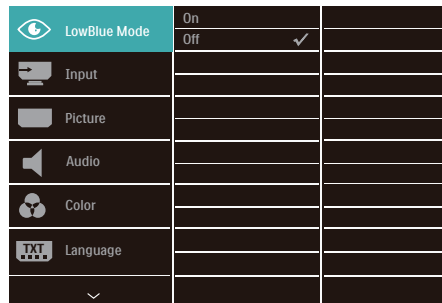 LowBlue Mode
On
Off
Input
Picture
Audio
Color
TXT
Language